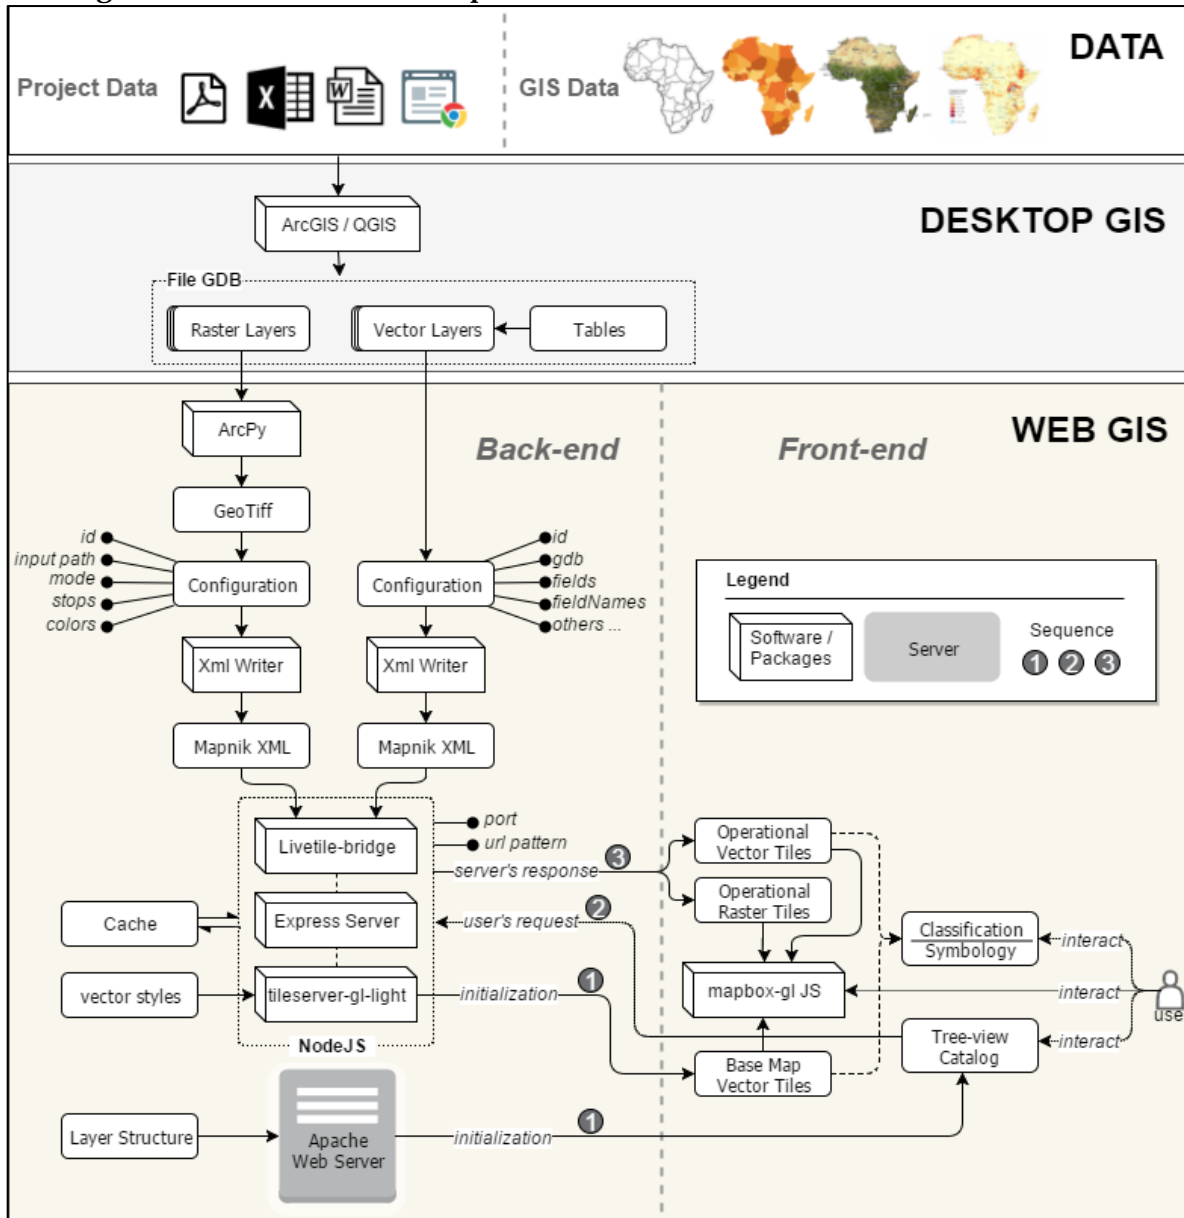 DATA
Project Data
X
W
GIS Data
DESKTOP GIS
ArcGIS / QGIS
File GDB
Raster Layers
Vector Layers
Tables
WEB GIS
Back-end
Front-end
ArcPy
GeoTiff
id
input path
mode
stops
colors
Configuration
Configuration
id
gdb
fields
fieldNames
others ...
Legend
Software /
Packages
Server
Sequence
1 2 3
Xml Writer
Xml Writer
Mapnik XML
Mapnik XML
Livetile-bridge
port
url pattern
server's response
3
Operational
Vector Tiles
Operational
Raster Tiles
Cache
Express Server
user's request
2
Classification
Symbology
interact
vector styles
tileserver-gl-light
initialization
1
mapbox-gl JS
interact
use
NodeJS
Base Map
Vector Tiles
Tree-view
Catalog
interact
Layer Structure
Apache
Web Server
initialization
1